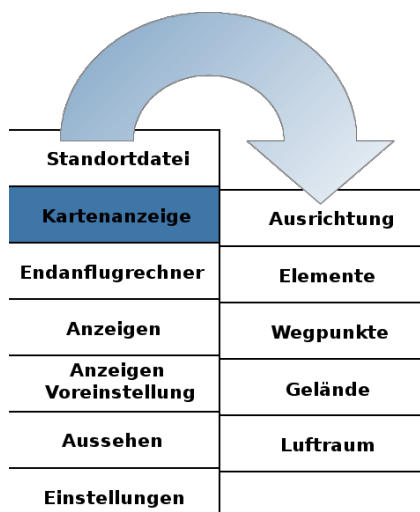 Standortdatei
Kartenanzeige
Endanflugrechner
Anzeigen
Anzeigen
Voreinstellung
Aussehen
Einstellungen
Ausrichtung
Elemente
Wegpunkte
Gelände
Luftraum